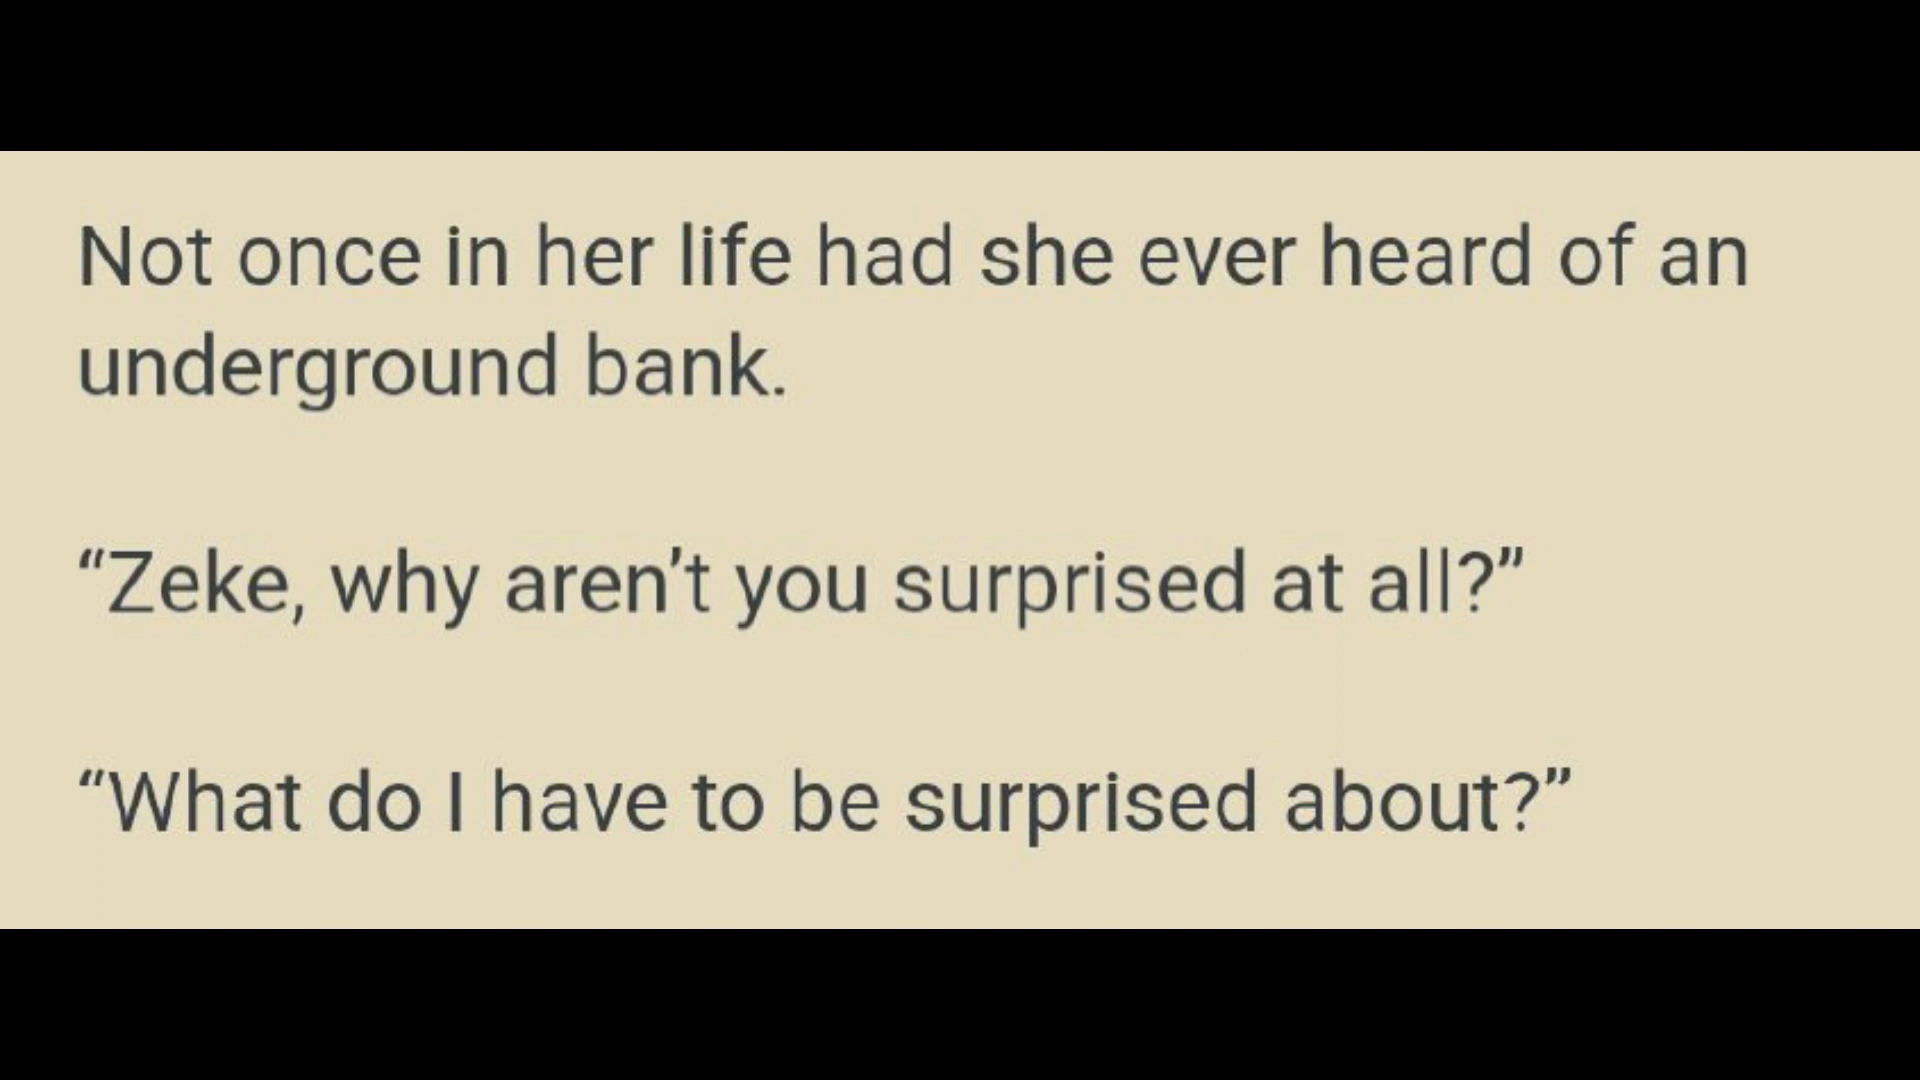 Not once in her life had she ever heard of an
underground bank.
“Zeke, why aren’t you surprised at all?”
“What do I have to be surprised about?”